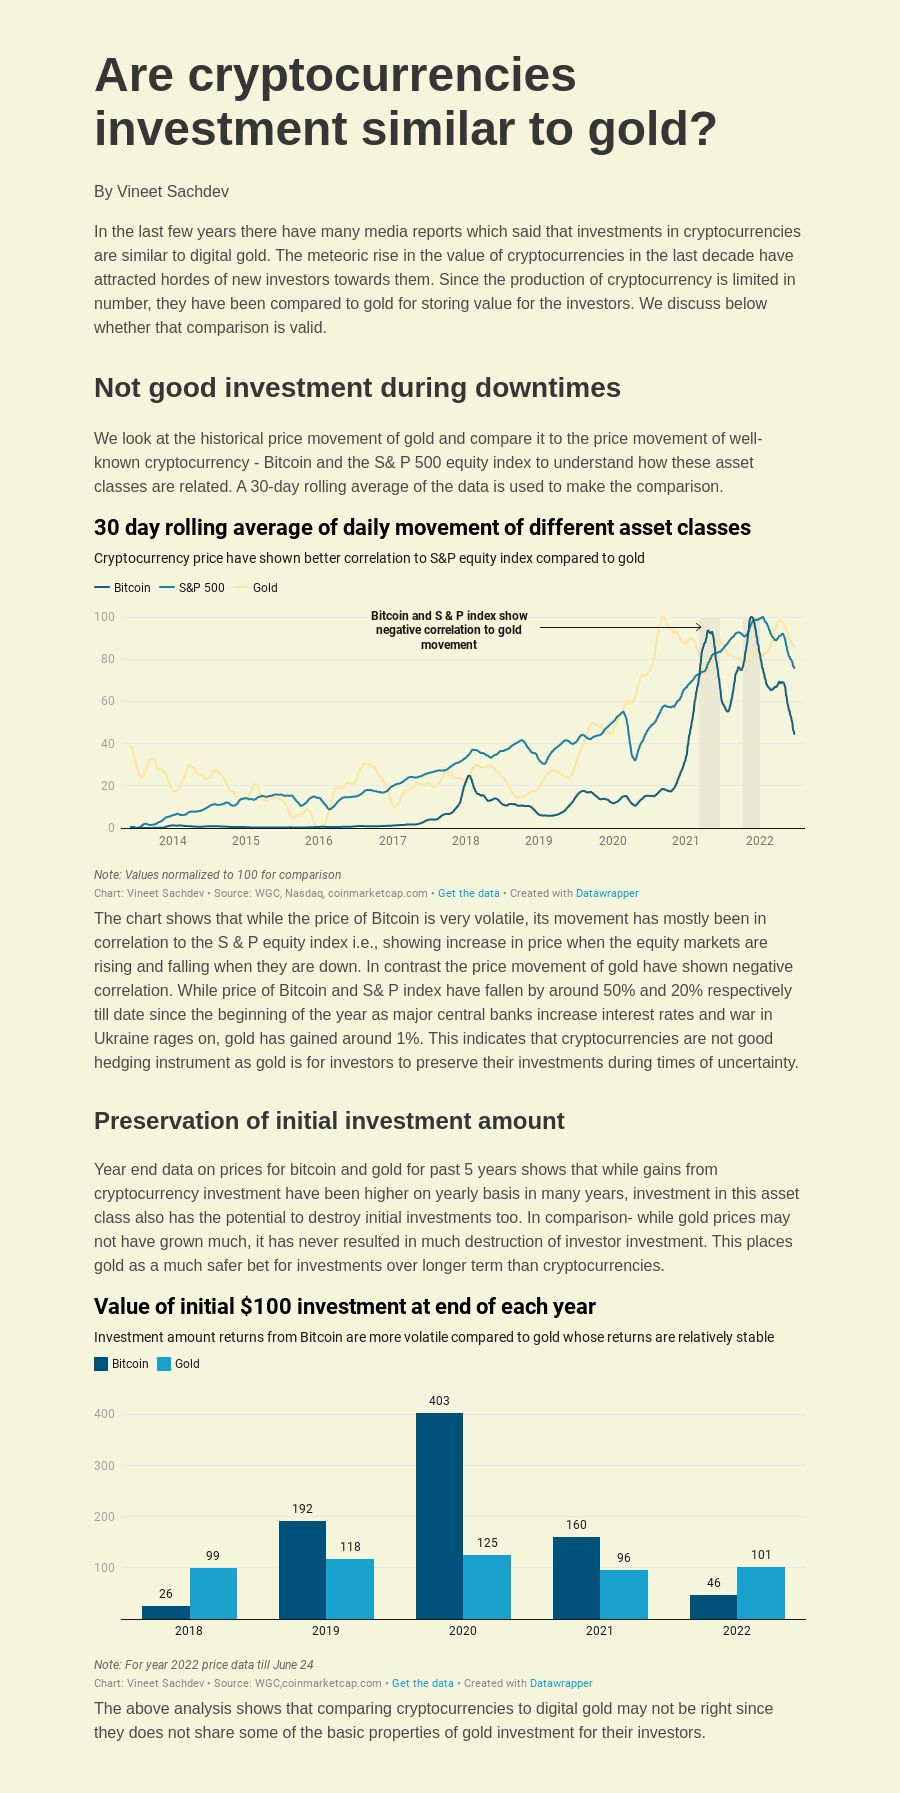 Are cryptocurrencies
investment similar to gold?
By Vineet Sachdev
In the last few years there have many media reports which said that investments in cryptocurrencies
are similar to digital gold. The meteoric rise in the value of cryptocurrencies in the last decade have
attracted hordes of new investors towards them. Since the production of cryptocurrency is limited in
number, they have been compared to gold for storing value for the investors. We discuss below
whether that comparison is valid.
Not good investment during downtimes
We look at the historical price movement of gold and compare it to the price movement of well-
known cryptocurrency - Bitcoin and the S& P 500 equity index to understand how these asset
classes are related. A 30-day rolling average of the data is used to make the comparison.
30 day rolling average of daily movement of different asset classes
Cryptocurrency price have shown better correlation to S&P equity index compared to gold
Bitcoin S&P 500 Gold
Bitcoin and S & P index show
negative correlation to gold
movement
100
80
60
40
20
0
2014 2015 2016 2017 2018 2019 2020 2021 2022
Note: Values normalized to 100 for comparison
Chart: Vineet Sachdev • Source: WGC, Nasdaq, coinmarketcap.com • Get the data • Created with Datawrapper
The chart shows that while the price of Bitcoin is very volatile, its movement has mostly been in
correlation to the S & P equity index i.e., showing increase in price when the equity markets are
rising and falling when they are down. In contrast the price movement of gold have shown negative
correlation. While price of Bitcoin and S& P index have fallen by around 50% and 20% respectively
till date since the beginning of the year as major central banks increase interest rates and war in
Ukraine rages on, gold has gained around 1%. This indicates that cryptocurrencies are not good
hedging instrument as gold is for investors to preserve their investments during times of uncertainty.
Preservation of initial investment amount
Year end data on prices for bitcoin and gold for past 5 years shows that while gains from
cryptocurrency investment have been higher on yearly basis in many years, investment in this asset
class also has the potential to destroy initial investments too. In comparison- while gold prices may
not have grown much, it has never resulted in much destruction of investor investment. This places
gold as a much safer bet for investments over longer term than cryptocurrencies.
Value of initial $100 investment at end of each year
Investment amount returns from Bitcoin are more volatile compared to gold whose returns are relatively stable
Bitcoin Gold
403
400
300
192
200
160
125
118
101
99
96
100
46
26
2018 2019 2020 2021 2022
Note: For year 2022 price data till June 24
Chart: Vineet Sachdev • Source: WGC,coinmarketcap.com • Get the data • Created with Datawrapper
The above analysis shows that comparing cryptocurrencies to digital gold may not be right since
they does not share some of the basic properties of gold investment for their investors.